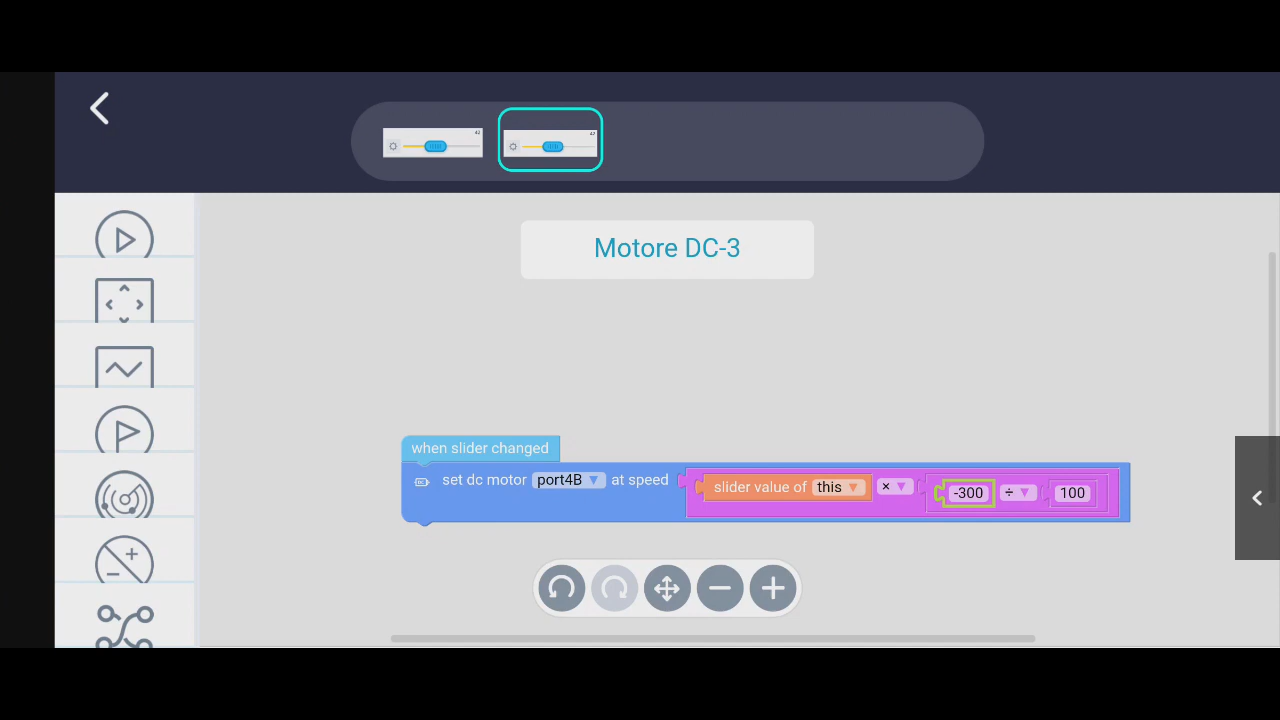 Motore DC-3
when slider changed
set dc motor port4B ▼ at speed slider value of this ▼ × ▼ -300 ÷ ▼ 100